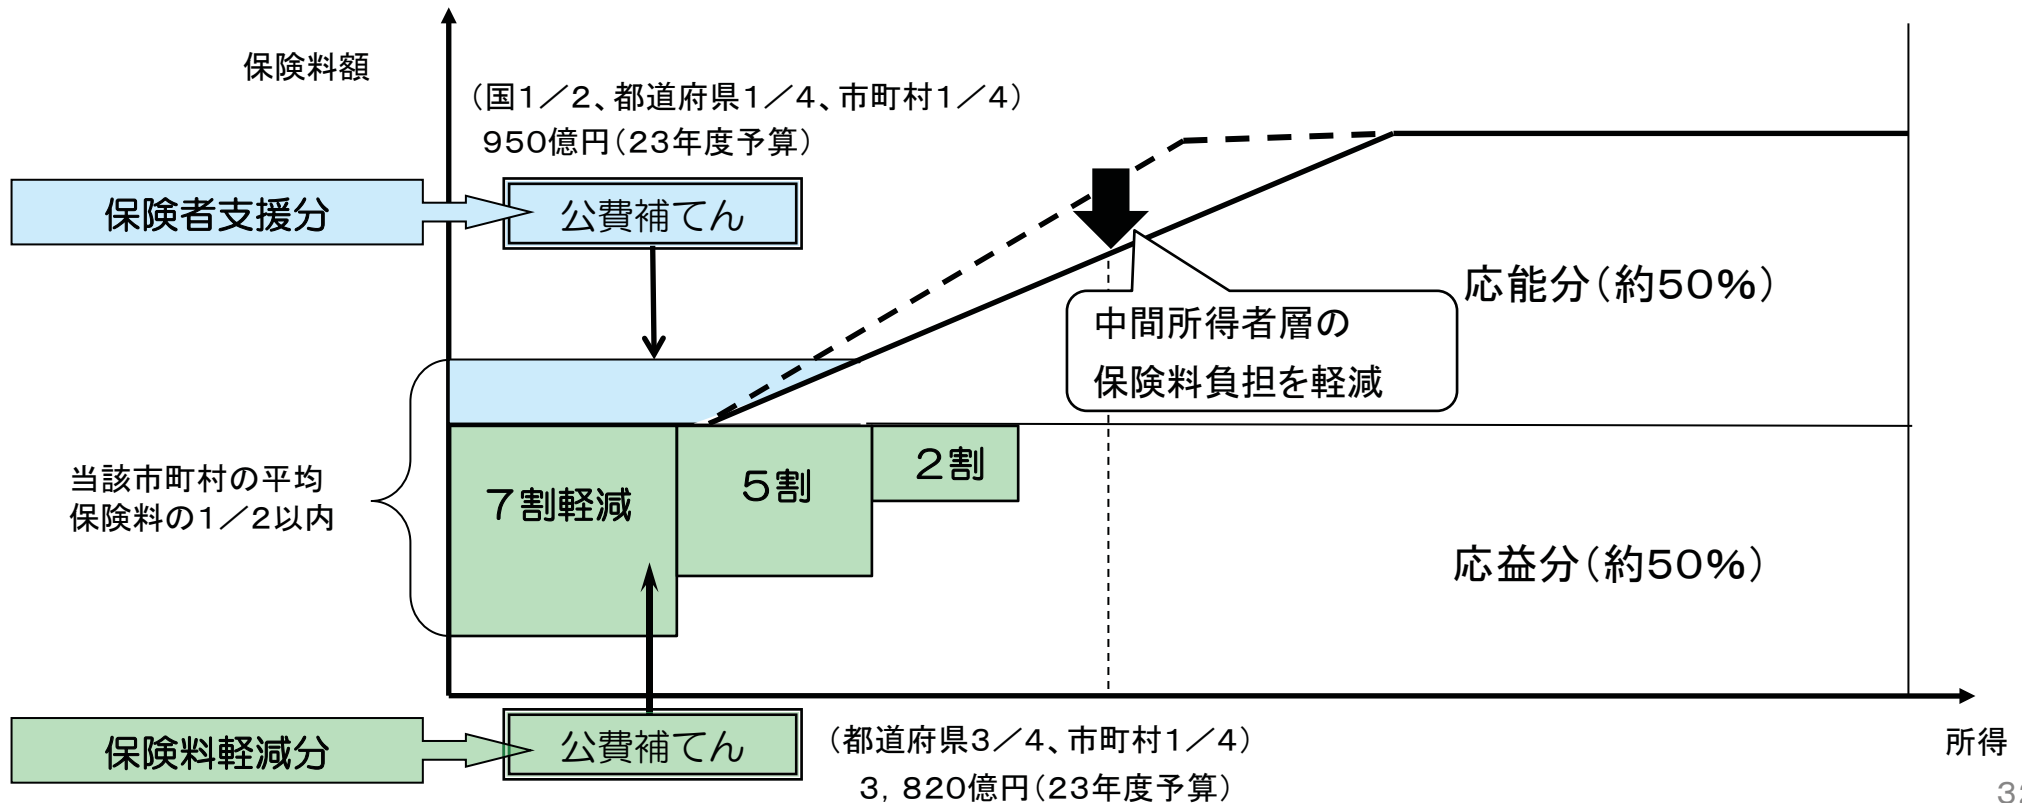 保険料額
（国1／2、都道府県1／4、市町村1／4）
950億円（23年度予算）
保険者支援分
公費補てん
応能分（約50%）
中間所得者層の
保険料負担を軽減
当該市町村の平均
保険料の1／2以内
7割軽減
5割
2割
応益分（約50%）
保険料軽減分
公費補てん
（都道府県3／4、市町村1／4）
3，820億円（23年度予算）
所得